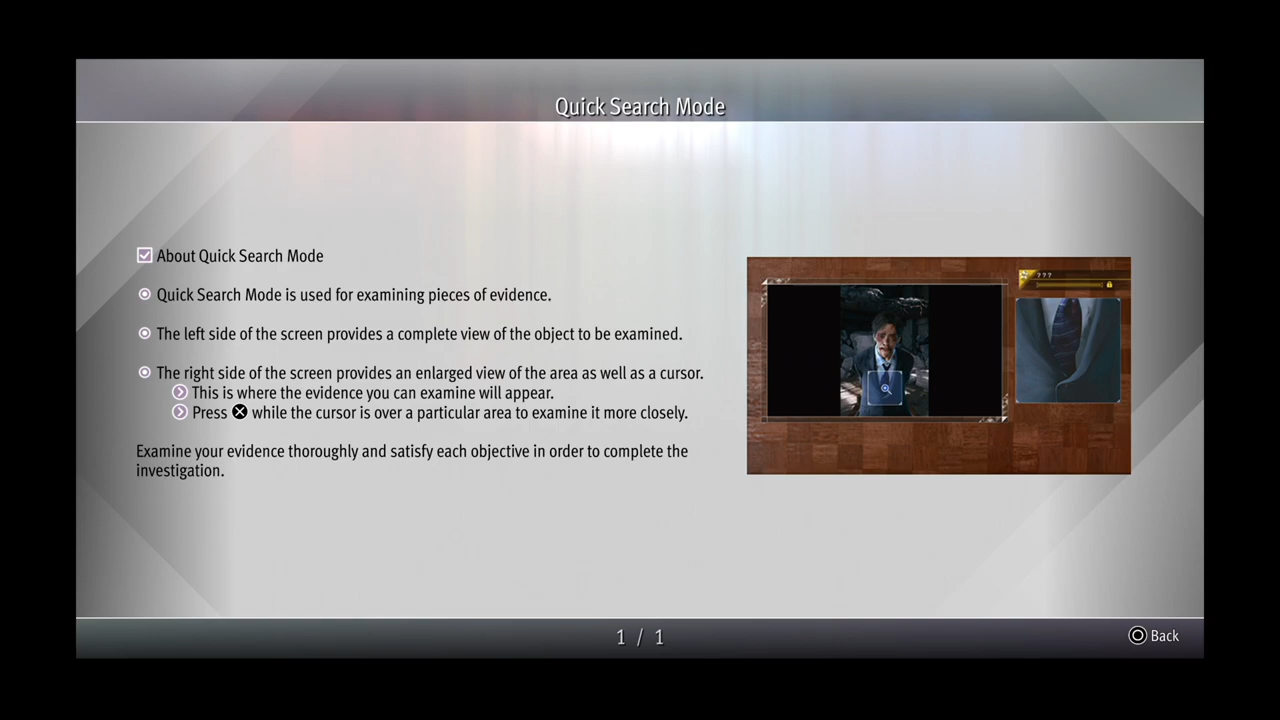 Quick Search Mode
About Quick Search Mode
Quick Search Mode is used for examining pieces of evidence.
The left side of the screen provides a complete view of the object to be examined.
The right side of the screen provides an enlarged view of the area as well as a cursor.
This is where the evidence you can examine will appear.
Press ⊗ while the cursor is over a particular area to examine it more closely.
Examine your evidence thoroughly and satisfy each objective in order to complete the
investigation.
???
1 / 1
Back